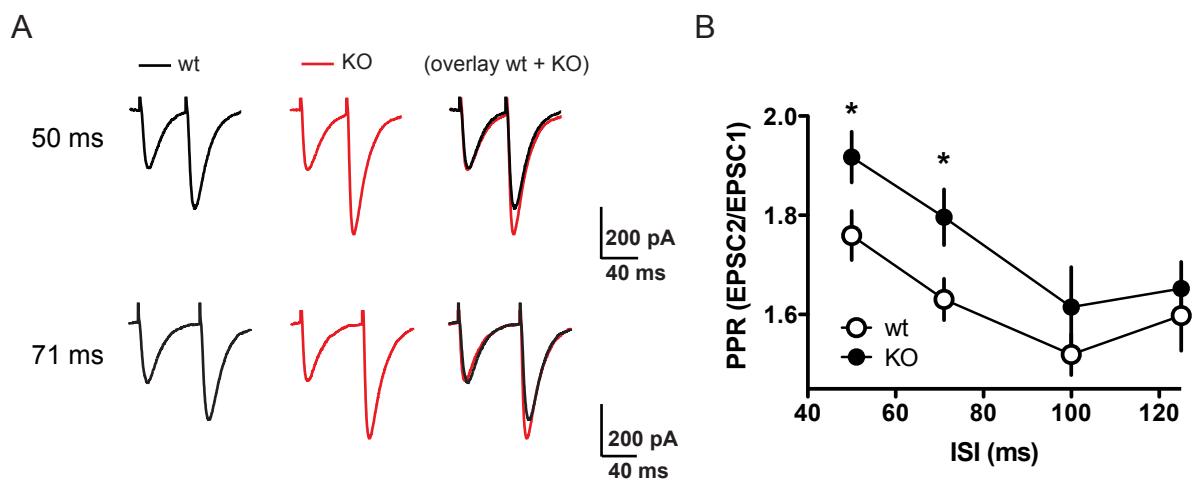 A
wt
KO
(overlay wt + KO)
50 ms
200 pA
40 ms
71 ms
200 pA
40 ms
B
PPR (EPSC2/EPSC1)
2.0
1.8
1.6
*
*
wt
KO
40 60 80 100 120
ISI (ms)